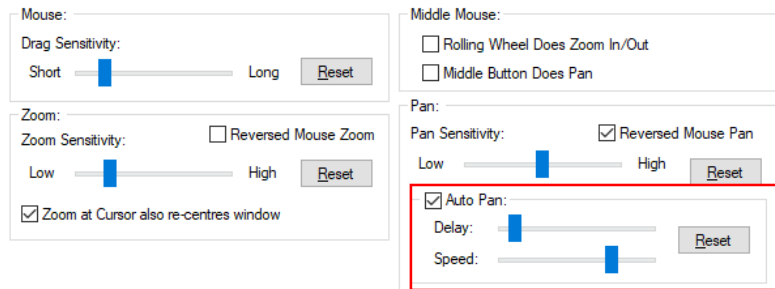 Mouse:
Drag Sensitivity:
Short Long Reset
Zoom:
Zoom Sensitivity: Reversed Mouse Zoom
Low High Reset
Zoom at Cursor also re-centres window
Middle Mouse:
Rolling Wheel Does Zoom In/Out
Middle Button Does Pan
Pan:
Pan Sensitivity: Reversed Mouse Pan
Low High Reset
Auto Pan:
Delay:
Reset
Speed: